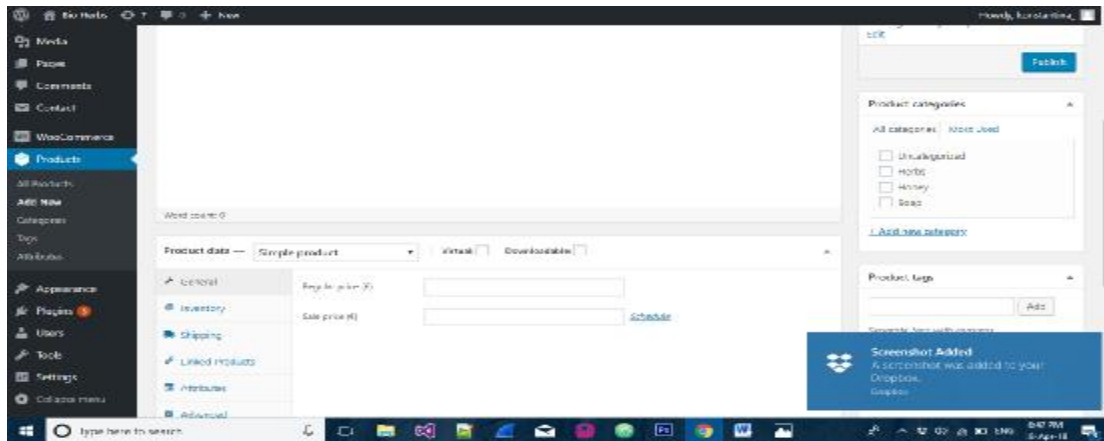 Bio Herbs 7 0 New
Howdy, konstantina
Media
Pages
Comments
Contact
WooCommerce
Products
All Products
Add New
Categories
Tags
Attributes
Appearance
Plugins
Users
Tools
Settings
Collapse menu
Word count: 0
Product data — Simple product Virtual: Downloadable:
General
Inventory
Shipping
Linked Products
Attributes
Advanced
Regular price (€)
Sale price (€) Schedule
Edit
Publish
Product categories
All categories Most Used
Uncategorized
Herbs
Honey
Soap
+ Add new category
Product tags
Add
Separate tags with commas
Screenshot Added
A screenshot was added to your
Dropbox.
Dropbox
Type here to search
ENG
6:47 PM